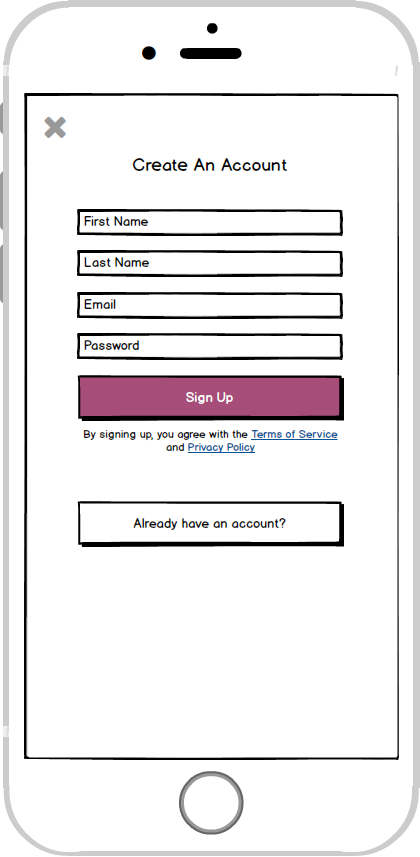 Create An Account
First Name
Last Name
Email
Password
Sign Up
By signing up, you agree with the Terms of Service
and Privacy Policy
Already have an account?